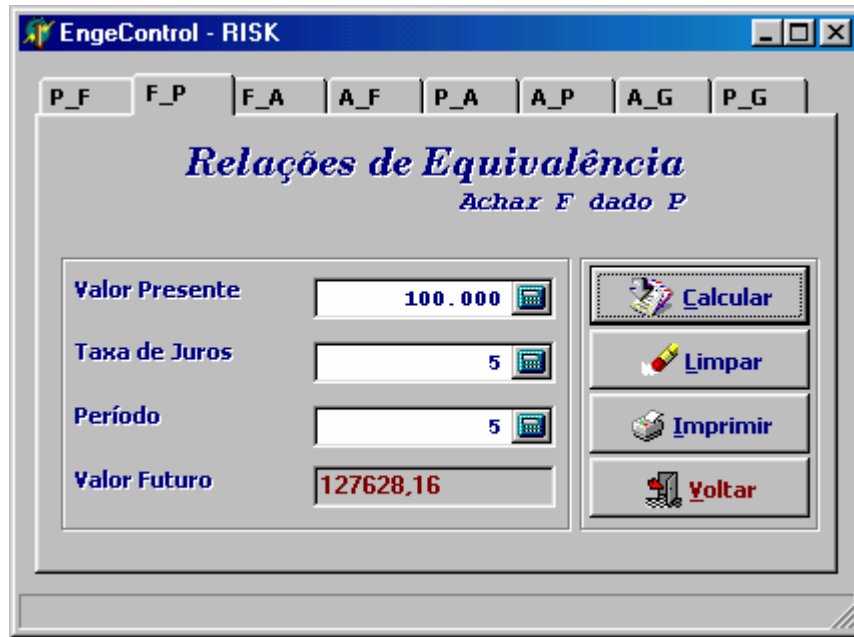 EngeControl - RISK
P_F F_P F_A A_F P_A A_P A_G P_G
Relações de Equivalência
Achar F dado P
Valor Presente 100.000
Taxa de Juros 5
Período 5
Valor Futuro 127628,16
Calcular
Limpar
Imprimir
Voltar